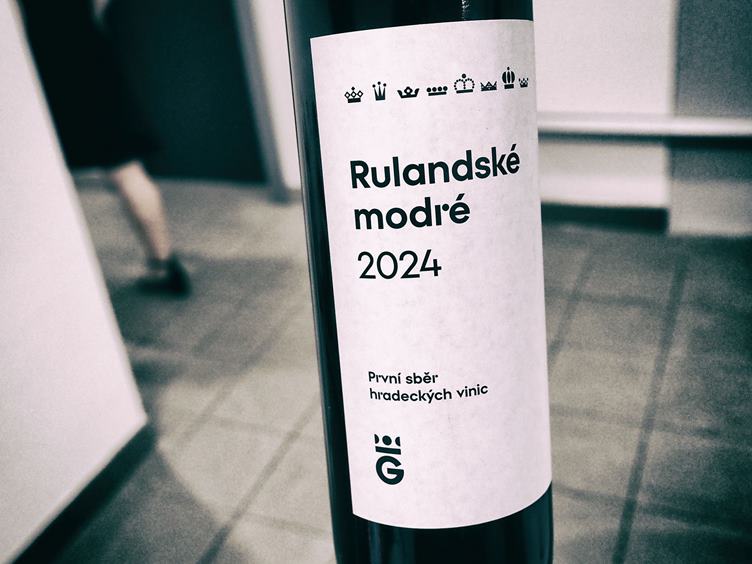 Rulandské
modré
2024
První sběr
hradeckých vinic
G